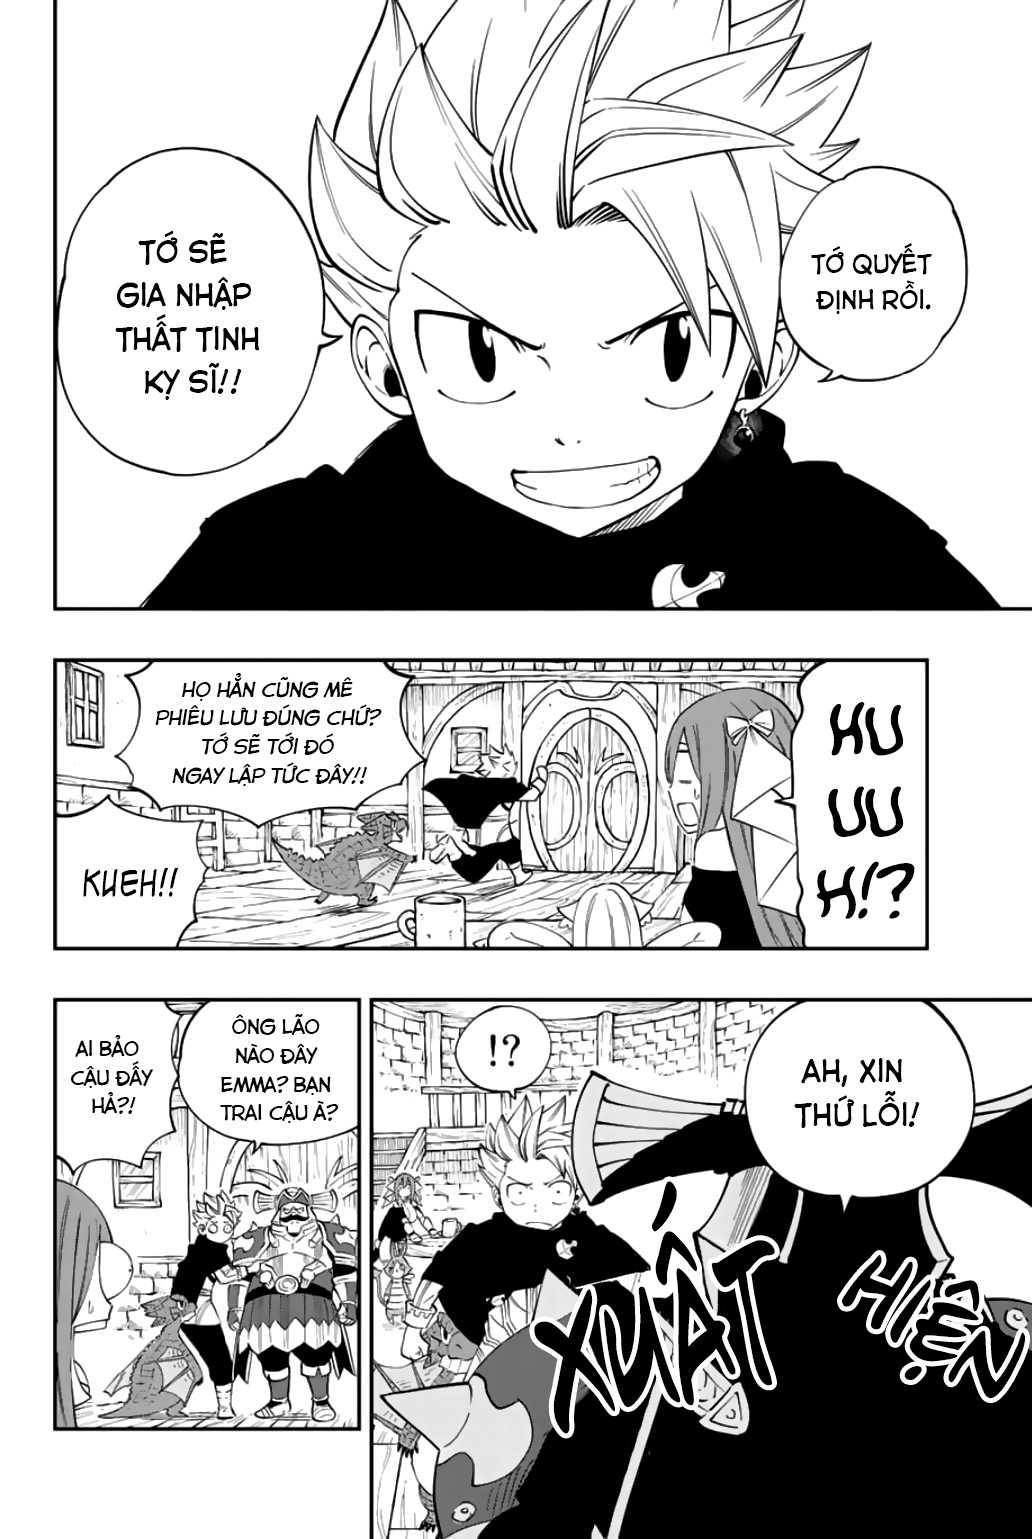 TỚ QUYẾT
ĐỊNH RỒI.
TỚ SẼ
GIA NHẬP
THẤT TINH
KỴ SĨ!!
HU
UU
H!?
HỌ HẲN CŨNG MÊ
PHIÊU LƯU ĐÚNG CHỨ?
TỚ SẼ TỚI ĐÓ
NGAY LẬP TỨC ĐÂY!!
KUEH!!
AH, XIN
THỨ LỖI!
!?
XUẤT
HIỆN
ÔNG LÃO
NÀO ĐÂY
EMMA? BẠN
TRAI CẬU À?
AI BẢO
CẬU ĐẤY
HẢ?!